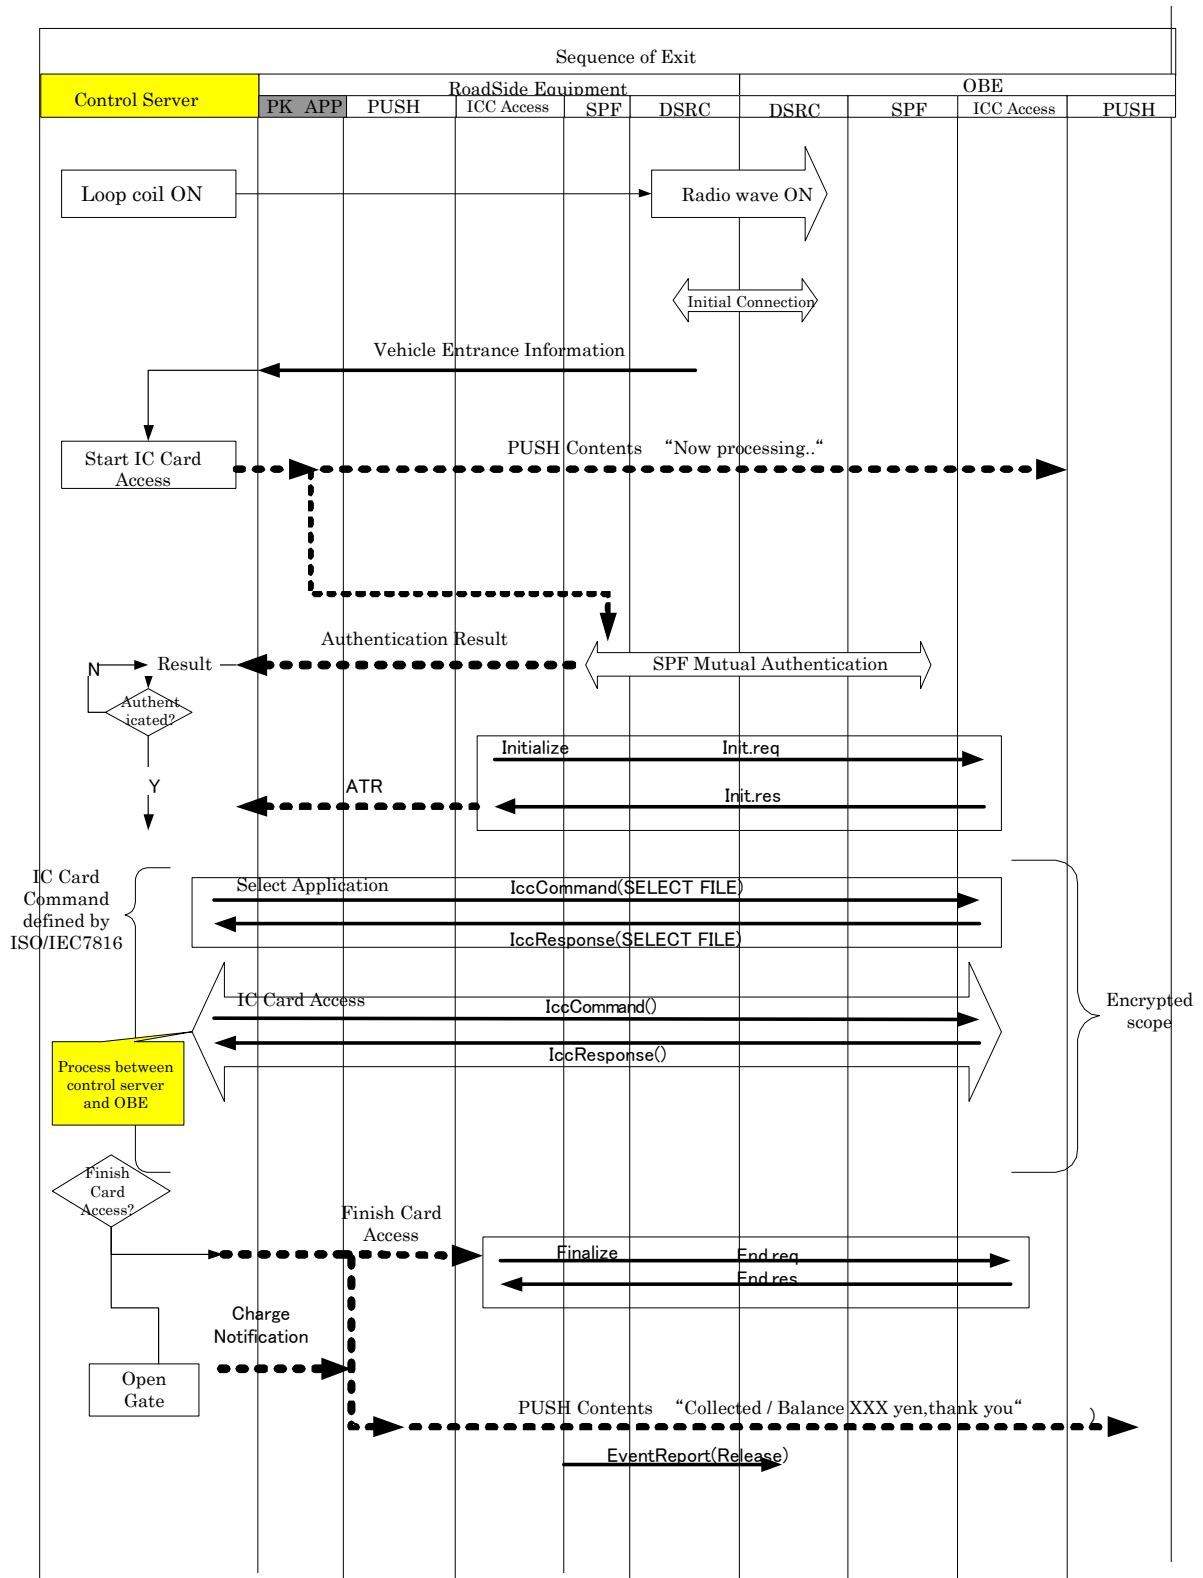 Sequence of Exit
Control Server
RoadSide Equipment
OBE
PK APP
PUSH
ICC Access
SPF
DSRC
DSRC
SPF
ICC Access
PUSH
Loop coil ON
Radio wave ON
Initial Connection
Vehicle Entrance Information
Start IC Card
Access
PUSH Contents “Now processing..“
Authentication Result
N
Result
SPF Mutual Authentication
Authent
icated?
Initialize
Init.req
Y
ATR
Init.res
IC Card
Command
defined by
ISO/IEC7816
Select Application
IccCommand(SELECT FILE)
IccResponse(SELECT FILE)
IC Card Access
IccCommand()
IccResponse()
Encrypted
scope
Process between
control server
and OBE
Finish
Card
Access?
Finish Card
Access
Finalize
End.req
End.res
Charge
Notification
Open
Gate
PUSH Contents “Collected / Balance XXX yen,thank you“
)
EventReport(Release)